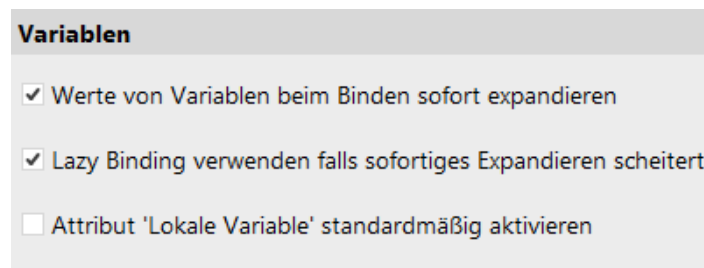 Variablen
Werte von Variablen beim Binden sofort expandieren
Lazy Binding verwenden falls sofortiges Expandieren scheitert
Attribut 'Lokale Variable' standardmäßig aktivieren